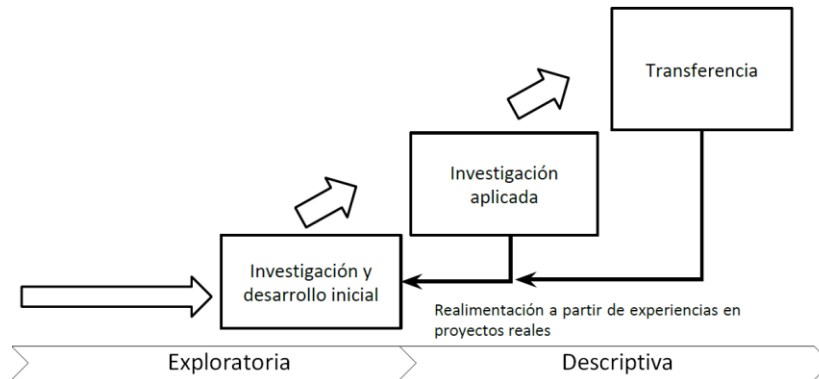 Transferencia
Investigación
aplicada
Investigación y
desarrollo inicial
Realimentación a partir de experiencias en
proyectos reales
Exploratoria
Descriptiva